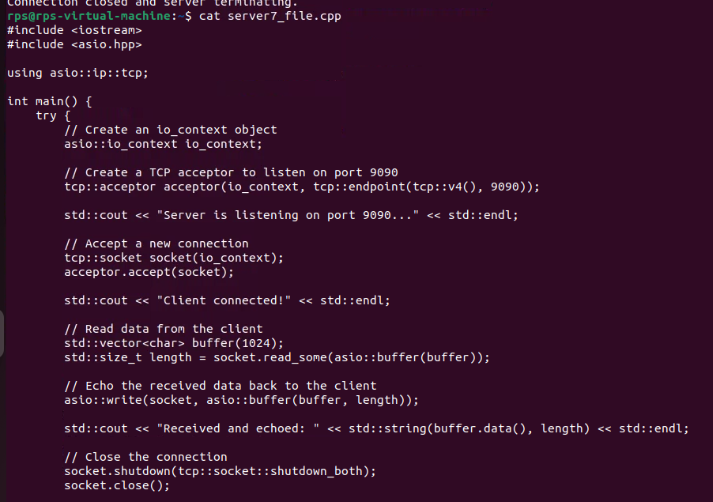 Connection closed and server terminating.
rps@rps-virtual-machine:~$ cat server7_file.cpp
#include <iostream>
#include <asio.hpp>

using asio::ip::tcp;

int main() {
    try {
        // Create an io_context object
        asio::io_context io_context;

        // Create a TCP acceptor to listen on port 9090
        tcp::acceptor acceptor(io_context, tcp::endpoint(tcp::v4(), 9090));

        std::cout << "Server is listening on port 9090..." << std::endl;

        // Accept a new connection
        tcp::socket socket(io_context);
        acceptor.accept(socket);

        std::cout << "Client connected!" << std::endl;

        // Read data from the client
        std::vector<char> buffer(1024);
        std::size_t length = socket.read_some(asio::buffer(buffer));

        // Echo the received data back to the client
        asio::write(socket, asio::buffer(buffer, length));

        std::cout << "Received and echoed: " << std::string(buffer.data(), length) << std::endl;

        // Close the connection
        socket.shutdown(tcp::socket::shutdown_both);
        socket.close();